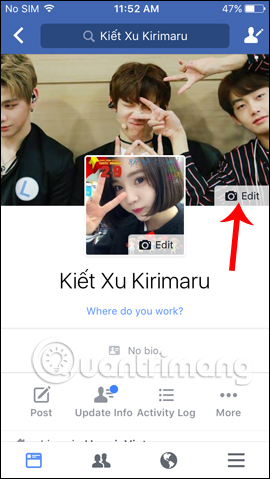 No SIM 11:52 AM 47%
Kiết Xu Kirimaru
L
29
Edit
Edit
Kiết Xu Kirimaru
Where do you work?
No bio.
Quantrimang
Post Update Info Activity Log More